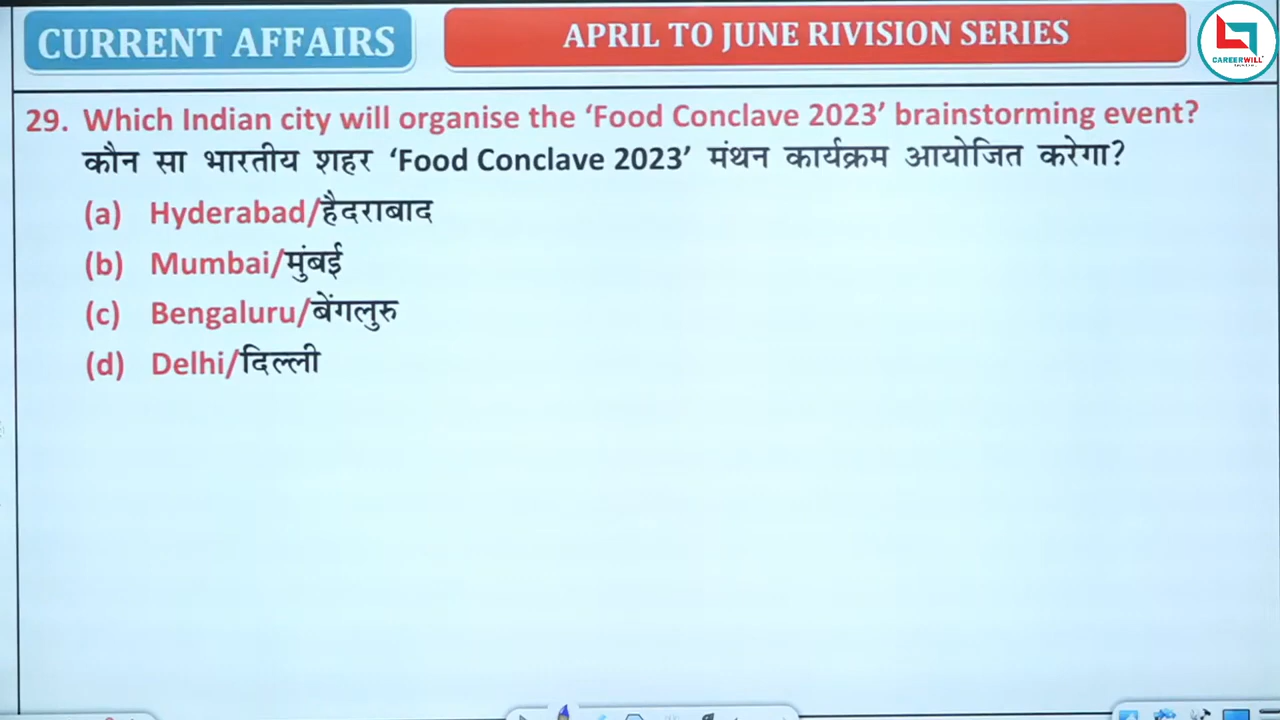 CURRENT AFFAIRS
APRIL TO JUNE RIVISION SERIES
CAREERWILL
29. Which Indian city will organise the ‘Food Conclave 2023’ brainstorming event?
कौन सा भारतीय शहर ‘Food Conclave 2023’ मंथन कार्यक्रम आयोजित करेगा?
(a) Hyderabad/हैदराबाद
(b) Mumbai/मुंबई
(c) Bengaluru/बेंगलुरु
(d) Delhi/दिल्ली